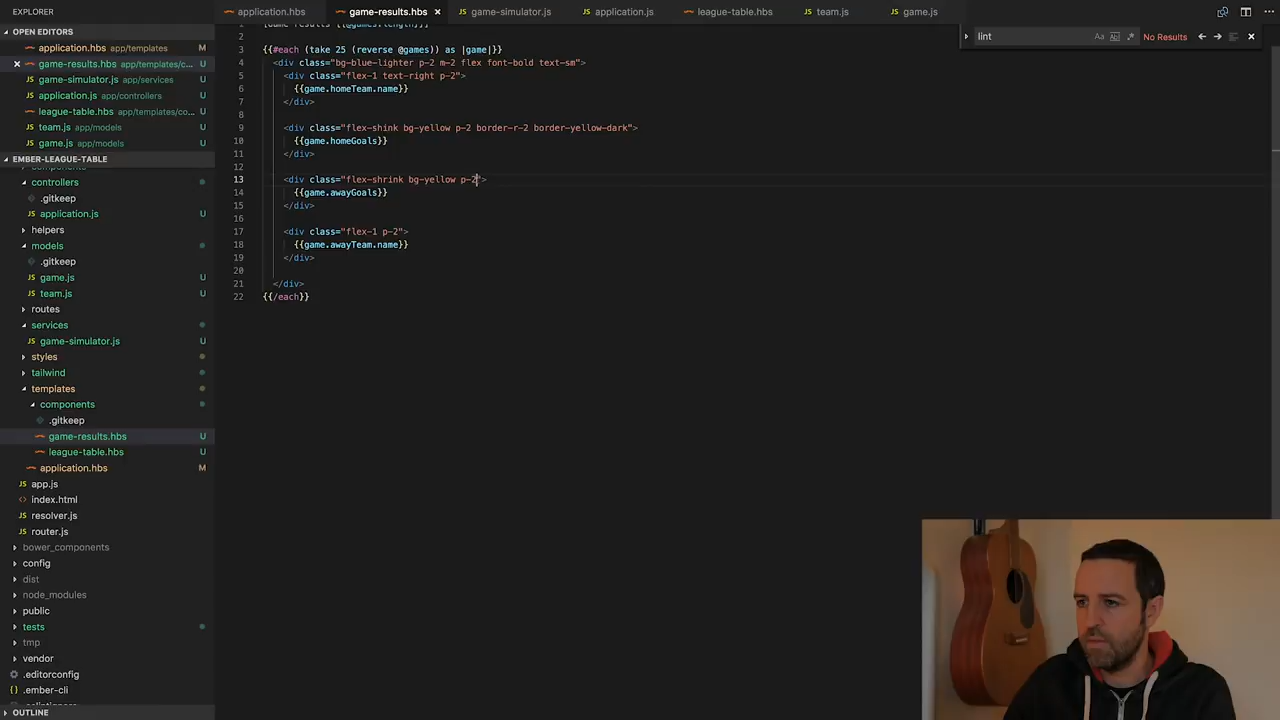 EXPLORER
OPEN EDITORS
application.hbs app/templates M
game-results.hbs app/templates/c... U
game-simulator.js app/services U
application.js app/controllers U
league-table.hbs app/templates/co... U
team.js app/models U
game.js app/models U
EMBER-LEAGUE-TABLE
controllers
.gitkeep
application.js U
helpers
models
.gitkeep
game.js U
team.js U
routes
services
game-simulator.js U
styles
tailwind
templates
components
.gitkeep
game-results.hbs U
league-table.hbs U
application.hbs M
app.js
index.html
resolver.js
router.js
bower_components
config
dist
node_modules
public
tests
tmp
vendor
.editorconfig
.ember-cli
OUTLINE
application.hbs game-results.hbs game-simulator.js application.js league-table.hbs team.js game.js
lint Aa No Results
2
3 {{#each (take 25 (reverse @games)) as |game|}}
4 <div class="bg-blue-lighter p-2 m-2 flex font-bold text-sm">
5 <div class="flex-1 text-right p-2">
6 {{game.homeTeam.name}}
7 </div>
8
9 <div class="flex-shink bg-yellow p-2 border-r-2 border-yellow-dark">
10 {{game.homeGoals}}
11 </div>
12
13 <div class="flex-shrink bg-yellow p-2">
14 {{game.awayGoals}}
15 </div>
16
17 <div class="flex-1 p-2">
18 {{game.awayTeam.name}}
19 </div>
20
21 </div>
22 {{/each}}